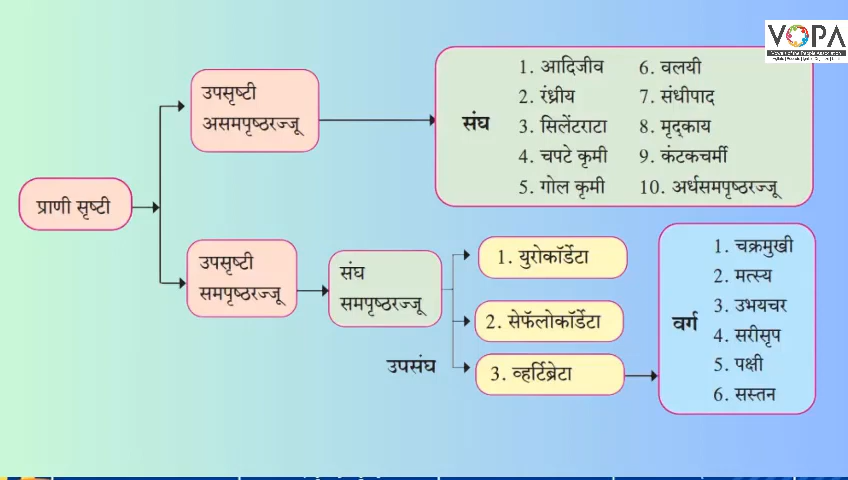 VOPA
उपसृष्टी
असमपृष्ठरज्जू
संघ
1. आदिजीव
2. रंध्रीय
3. सिलेंटराटा
4. चपटे कृमी
5. गोल कृमी
6. वलयी
7. संधीपाद
8. मृद्काय
9. कंटकचर्मी
10. अर्धसमपृष्ठरज्जू
प्राणी सृष्टी
उपसृष्टी
समपृष्ठरज्जू
संघ
समपृष्ठरज्जू
उपसंघ
1. युरोकॉर्डेटा
2. सेफॅलोकॉर्डेटा
3. व्हर्टिब्रेटा
वर्ग
1. चक्रमुखी
2. मत्स्य
3. उभयचर
4. सरीसृप
5. पक्षी
6. सस्तन